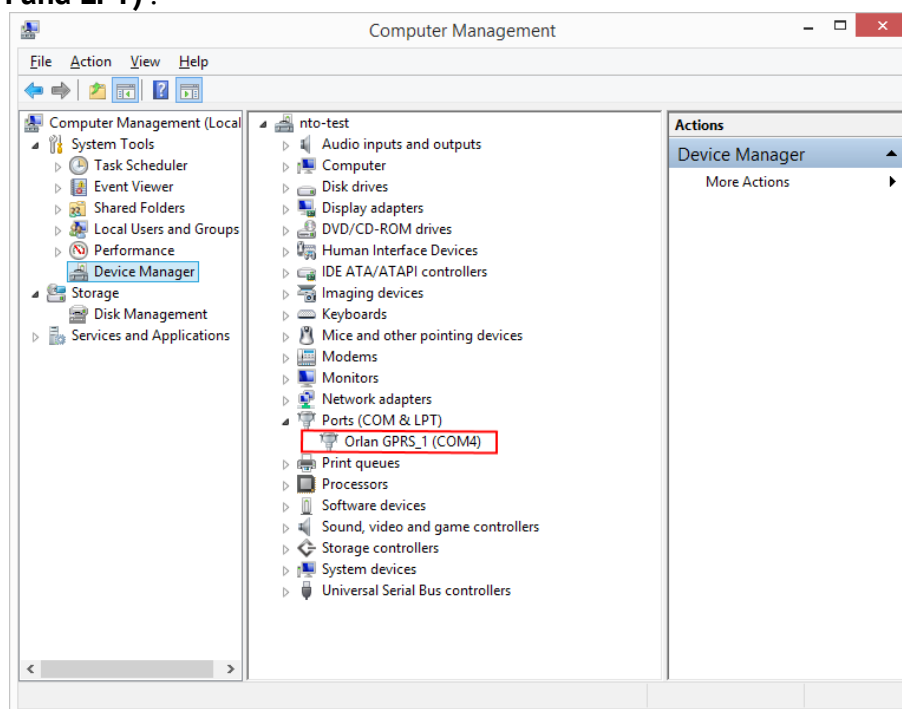 and LPT) .
Computer Management
File Action View Help
Computer Management (Local
System Tools
Task Scheduler
Event Viewer
Shared Folders
Local Users and Groups
Performance
Device Manager
Storage
Disk Management
Services and Applications
nto-test
Audio inputs and outputs
Computer
Disk drives
Display adapters
DVD/CD-ROM drives
Human Interface Devices
IDE ATA/ATAPI controllers
Imaging devices
Keyboards
Mice and other pointing devices
Modems
Monitors
Network adapters
Ports (COM & LPT)
Orlan GPRS_1 (COM4)
Print queues
Processors
Software devices
Sound, video and game controllers
Storage controllers
System devices
Universal Serial Bus controllers
Actions
Device Manager
More Actions